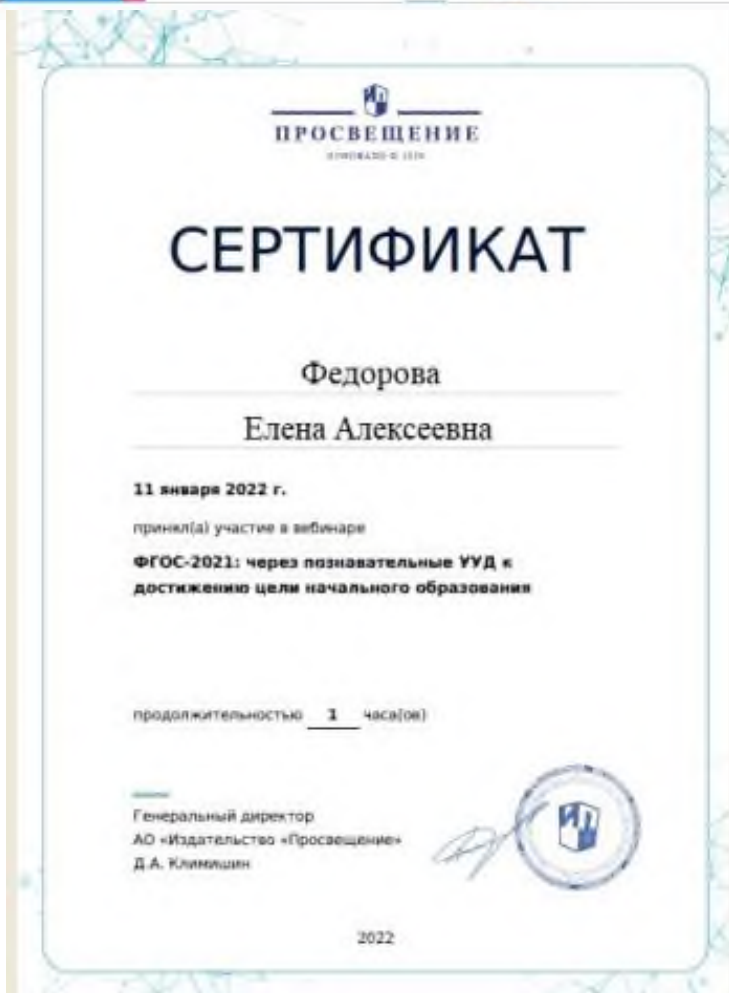 ПРОСВЕЩЕНИЕ
СЕРТИФИКАТ
Федорова
Елена Алексеевна
11 января 2022 г.
принял(а) участие в вебинаре
ФГОС-2021: через познавательные УУД к
достижению цели начального образования
продолжительностью 1 часа(ов)
Генеральный директор
АО «Издательство «Просвещение»
Д.А. Климишин
2022